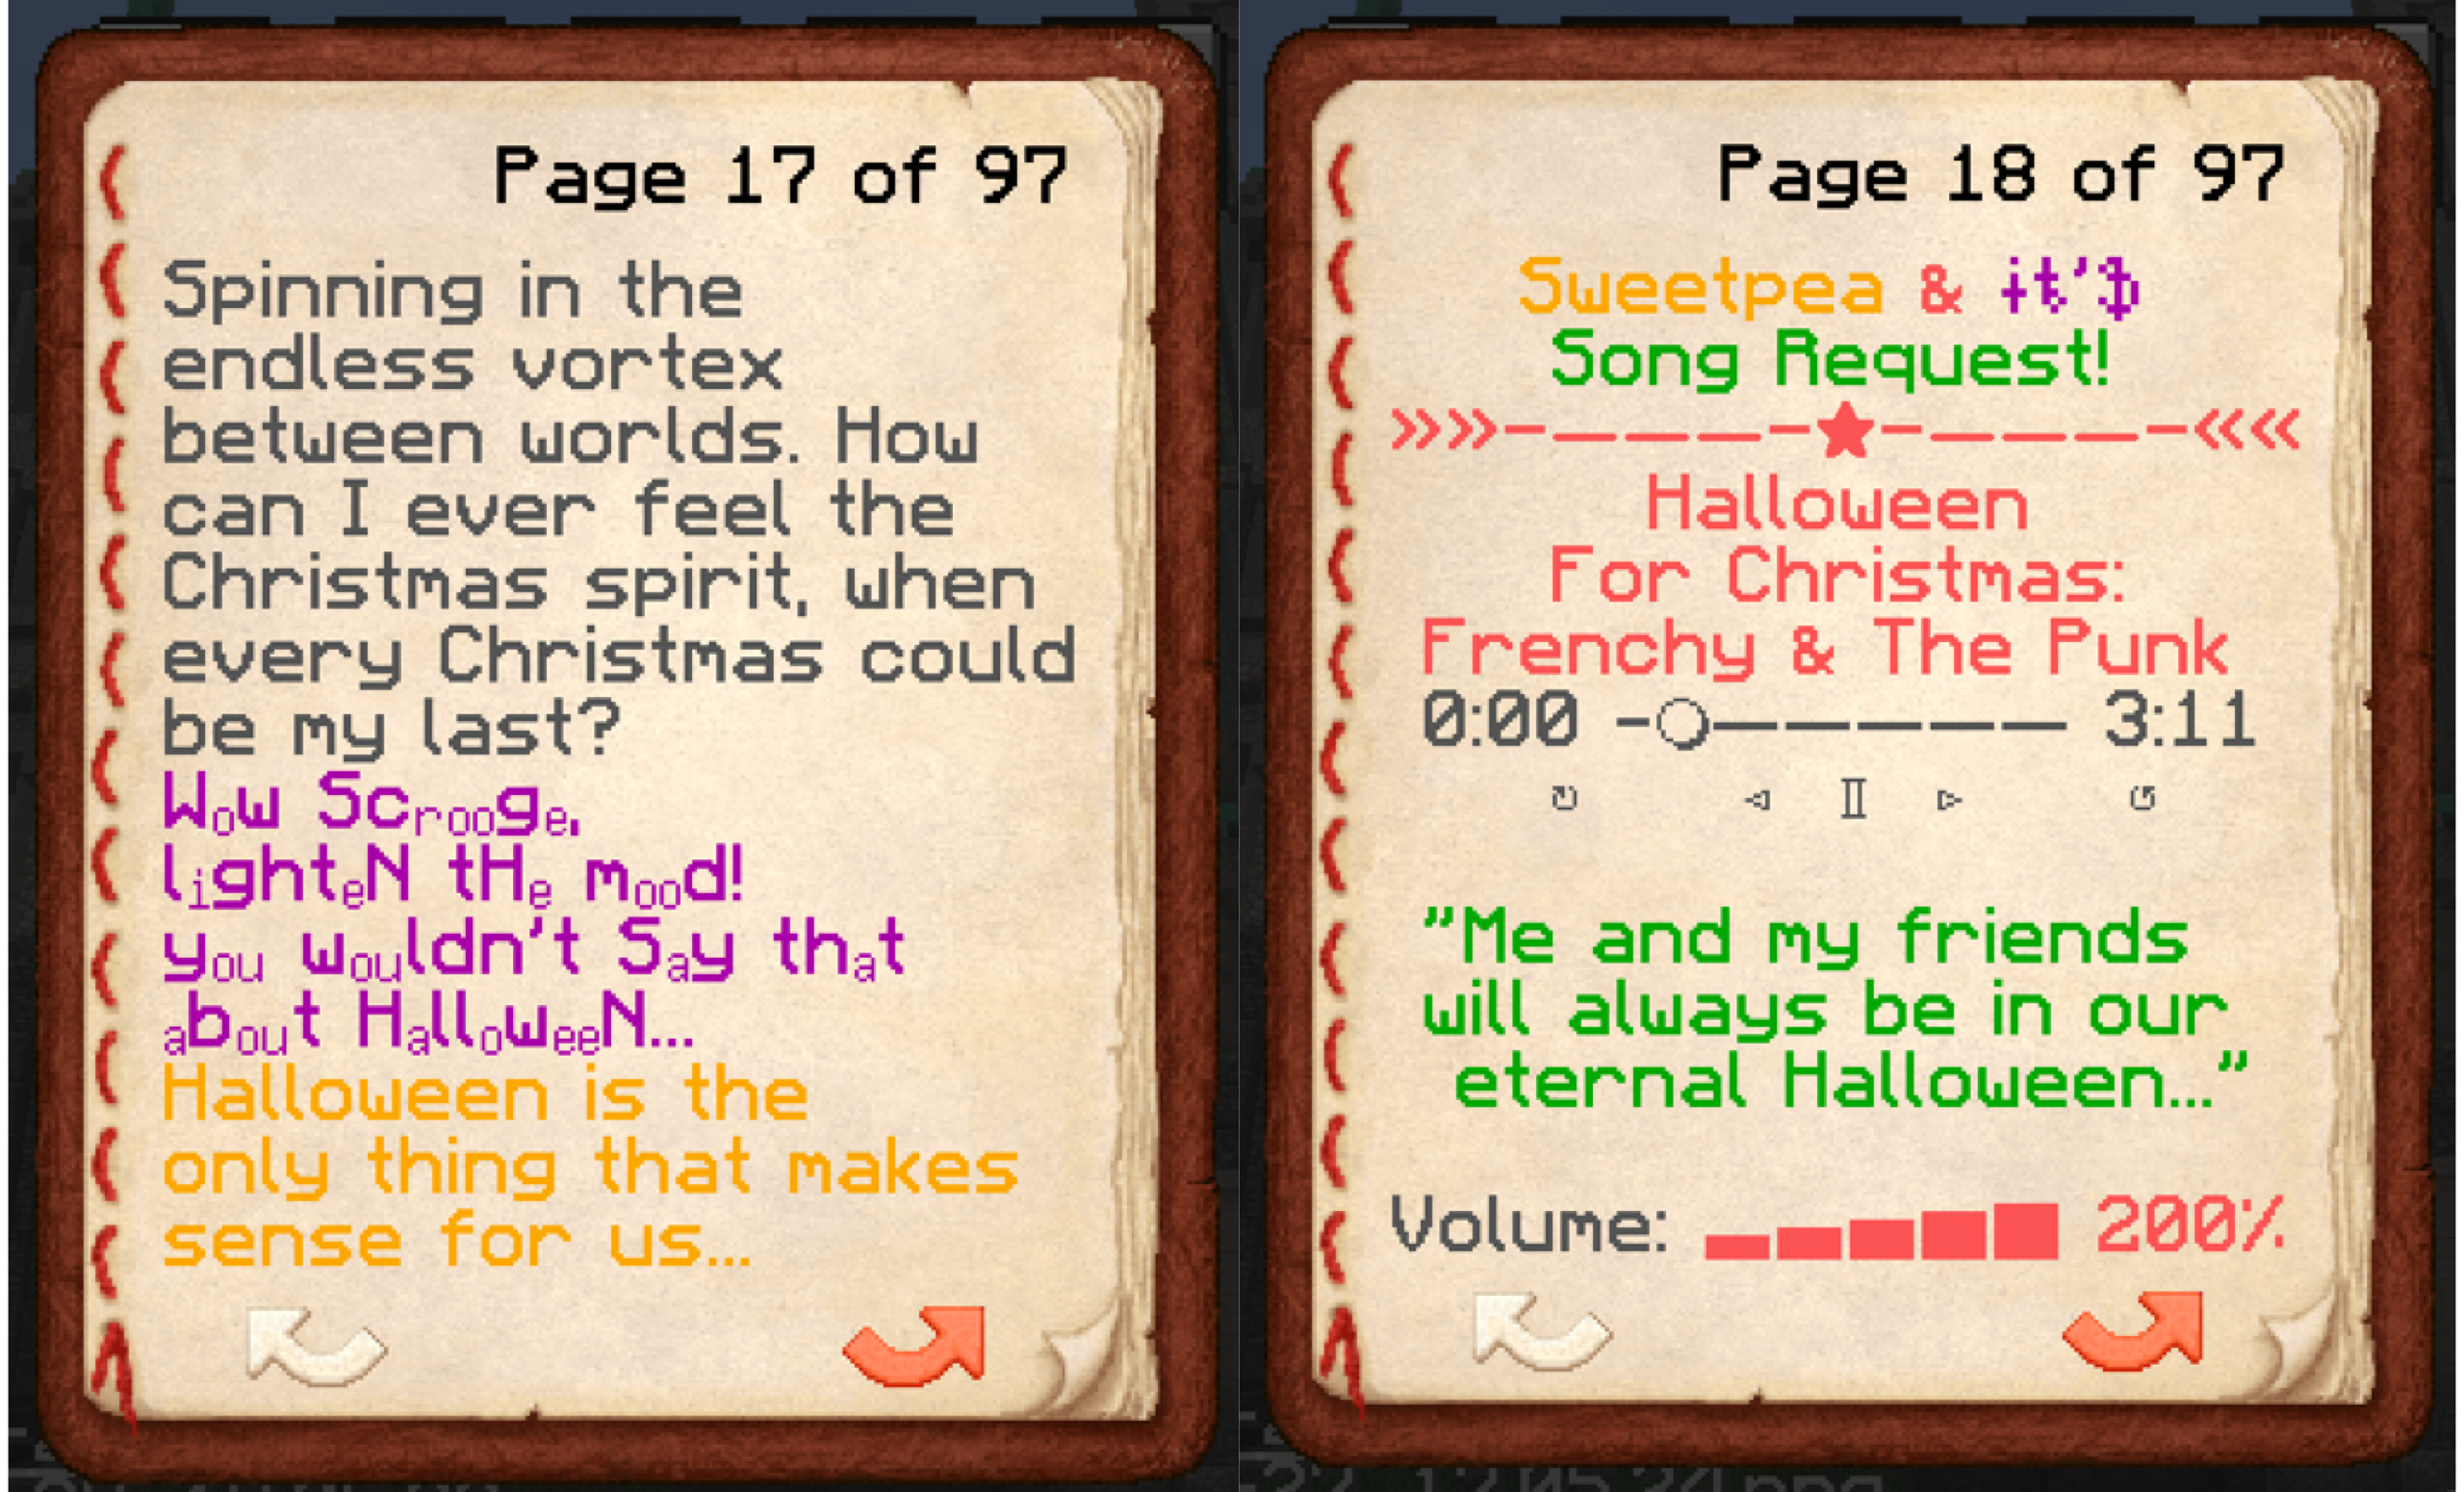 Page 17 of 97
Spinning in the
endless vortex
between worlds. How
can I ever feel the
Christmas spirit, when
every Christmas could
be my last?
Wow Scrooge,
lighteN tHe mood!
you wouldn't Say that
about HalloweeN...
Halloween is the
only thing that makes
sense for us...
Page 18 of 97
Sweetpea &
Song Request!
»»-———-★-———-««
Halloween
For Christmas:
Frenchy & The Punk
0:00 -○————— 3:11
↻ ◅ II ▻ ↺
"Me and my friends
will always be in our
eternal Halloween..."
Volume: ▂▃▄▅▆ 200%